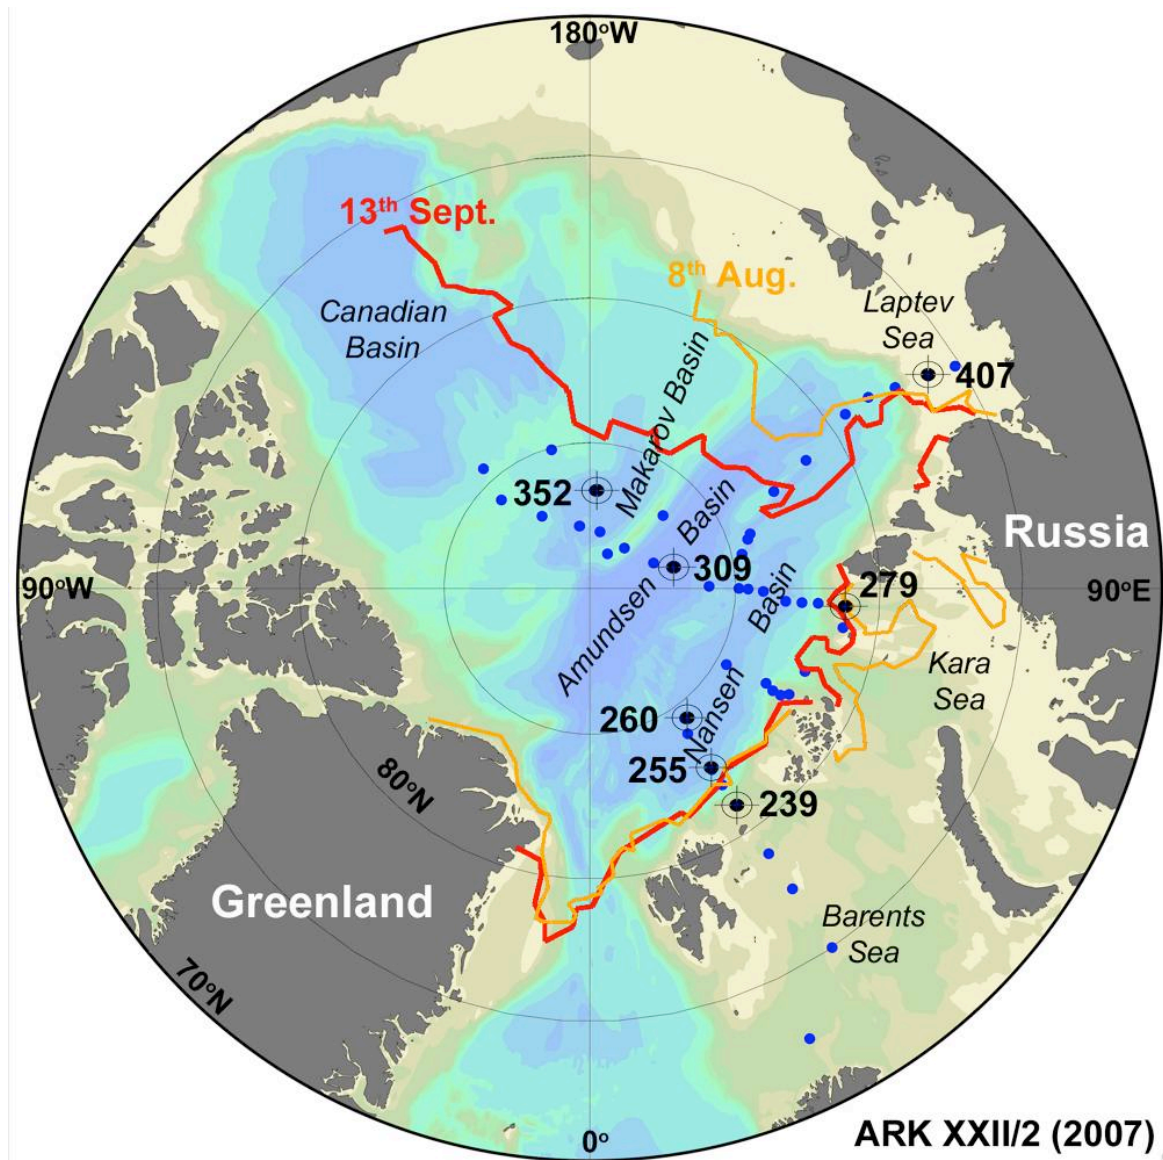 180°W
13th Sept.
8th Aug.
Laptev
Sea
Canadian
Basin
407
Makarov Basin
352
Basin
Russia
309
279
90°W
90°E
Amundsen
Basin
Kara
Sea
260
Nansen
255
80°N
239
Greenland
Barents
Sea
70°N
0°
ARK XXII/2 (2007)